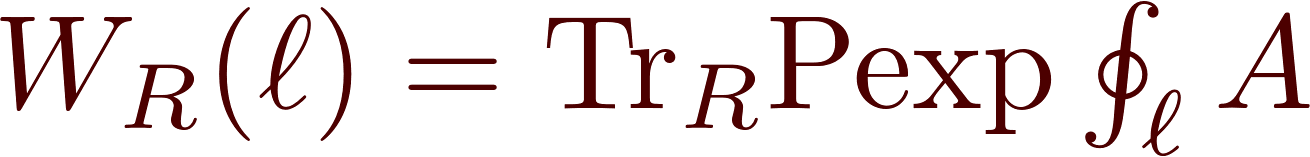 W_R(ℓ) = Tr_R Pexp ∮_ℓ A